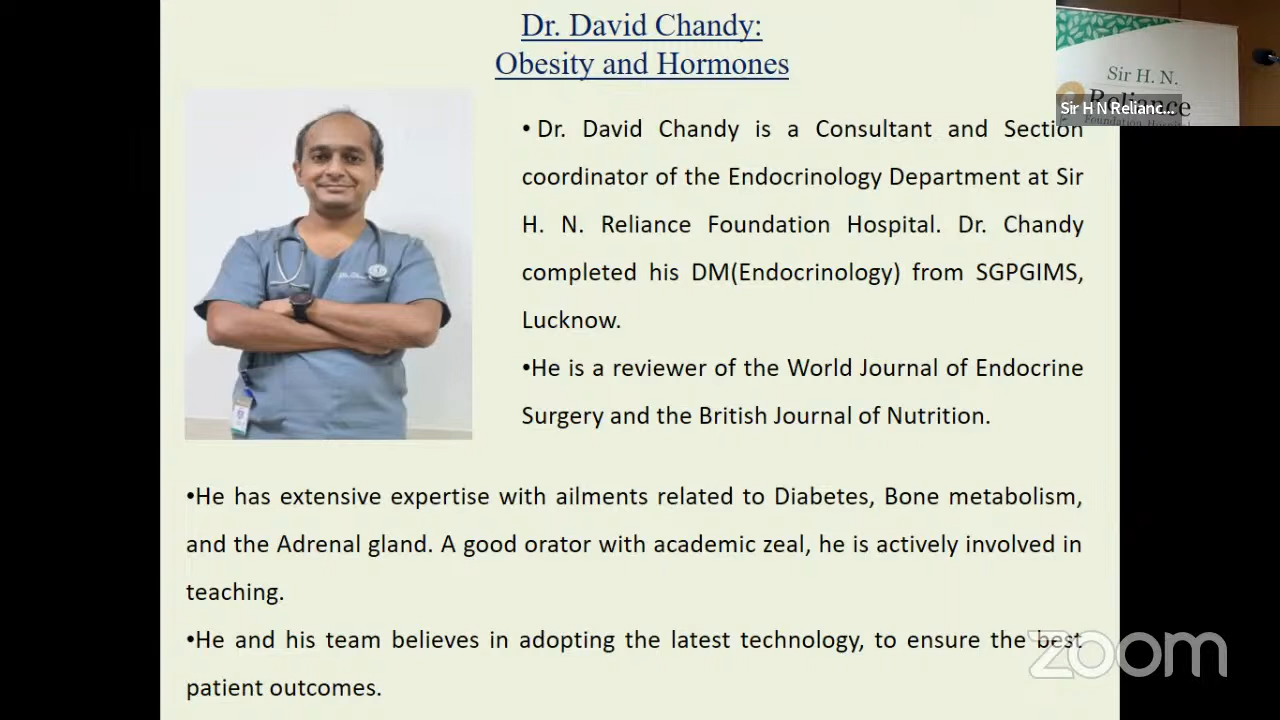 Dr. David Chandy:
Obesity and Hormones
• Dr. David Chandy is a Consultant and Section
coordinator of the Endocrinology Department at Sir
H. N. Reliance Foundation Hospital. Dr. Chandy
completed his DM(Endocrinology) from SGPGIMS,
Lucknow.
•He is a reviewer of the World Journal of Endocrine
Surgery and the British Journal of Nutrition.
•He has extensive expertise with ailments related to Diabetes, Bone metabolism,
and the Adrenal gland. A good orator with academic zeal, he is actively involved in
teaching.
•He and his team believes in adopting the latest technology, to ensure the best
patient outcomes.
Sir H. N.
Reliance
Foundation
Sir H N Relianc...
zoom